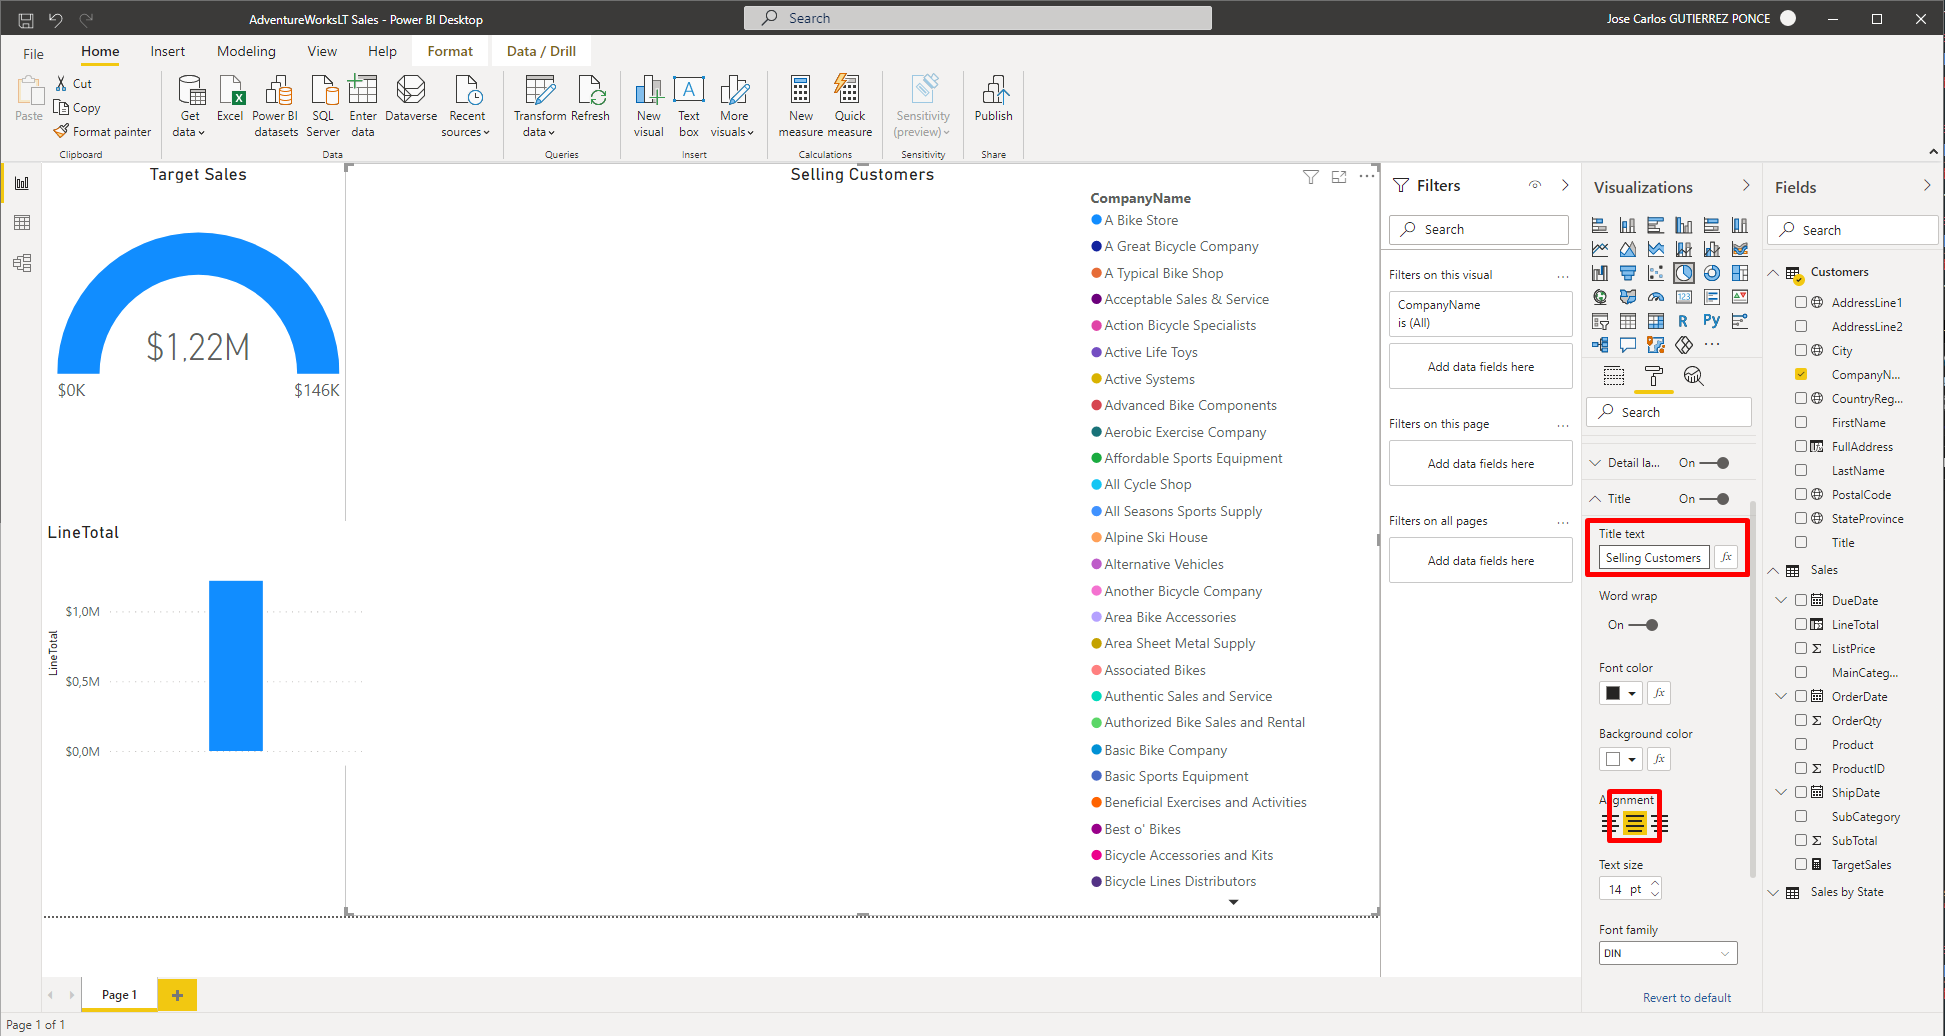 AdventureWorksLT Sales - Power BI Desktop
Search
Jose Carlos GUTIERREZ PONCE
File
Home
Insert
Modeling
View
Help
Format
Data / Drill
Paste
Cut
Copy
Format painter
Clipboard
Get data
Excel
Power BI datasets
SQL Server
Enter data
Dataverse
Recent sources
Data
Transform data
Refresh
Queries
New visual
Text box
More visuals
Insert
New measure
Quick measure
Calculations
Sensitivity (preview)
Sensitivity
Publish
Share
Target Sales
$1,22M
$0K
$146K
LineTotal
LineTotal
$1,0M
$0,5M
$0,0M
Selling Customers
CompanyName
A Bike Store
A Great Bicycle Company
A Typical Bike Shop
Acceptable Sales & Service
Action Bicycle Specialists
Active Life Toys
Active Systems
Advanced Bike Components
Aerobic Exercise Company
Affordable Sports Equipment
All Cycle Shop
All Seasons Sports Supply
Alpine Ski House
Alternative Vehicles
Another Bicycle Company
Area Bike Accessories
Area Sheet Metal Supply
Associated Bikes
Authentic Sales and Service
Authorized Bike Sales and Rental
Basic Bike Company
Basic Sports Equipment
Beneficial Exercises and Activities
Best o' Bikes
Bicycle Accessories and Kits
Bicycle Lines Distributors
Filters
Search
Filters on this visual
...
CompanyName
is (All)
Add data fields here
Filters on this page
...
Add data fields here
Filters on all pages
...
Add data fields here
Visualizations
123
R
Py
...
Search
Detail la...
On
Title
On
Title text
Selling Customers
fx
Word wrap
On
Font color
fx
Background color
fx
Alignment
Text size
14 pt
Font family
DIN
Revert to default
Fields
Search
Customers
AddressLine1
AddressLine2
City
CompanyN...
CountryReg...
FirstName
FullAddress
LastName
PostalCode
StateProvince
Title
Sales
DueDate
LineTotal
Σ ListPrice
MainCateg...
OrderDate
Σ OrderQty
Product
Σ ProductID
ShipDate
SubCategory
Σ SubTotal
TargetSales
Sales by State
Page 1
+
Page 1 of 1